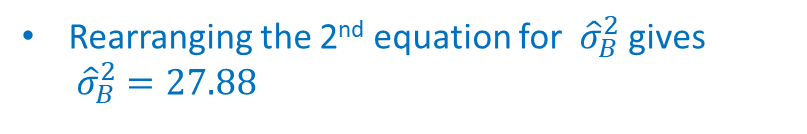 • Rearranging the 2nd equation for σ̂²_B gives
σ̂²_B = 27.88